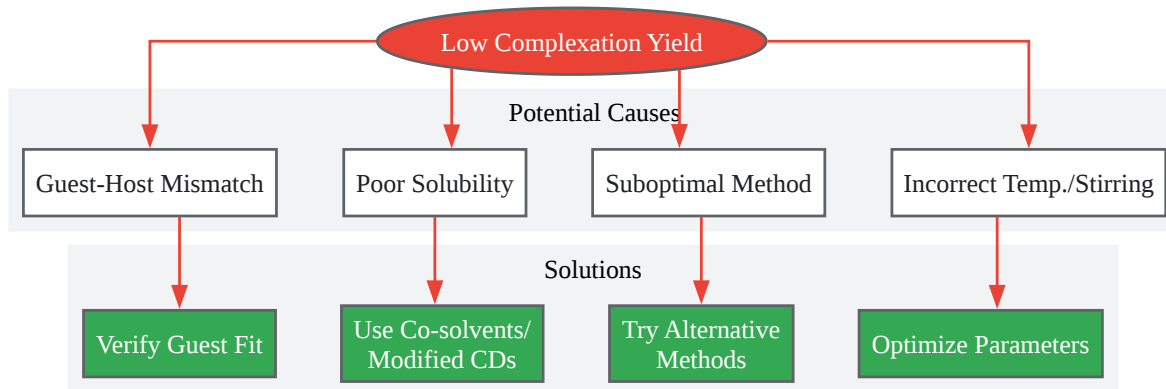 Low Complexation Yield
Potential Causes
Guest-Host Mismatch
Poor Solubility
Suboptimal Method
Incorrect Temp./Stirring
Solutions
Verify Guest Fit
Use Co-solvents/
Modified CDs
Try Alternative
Methods
Optimize Parameters